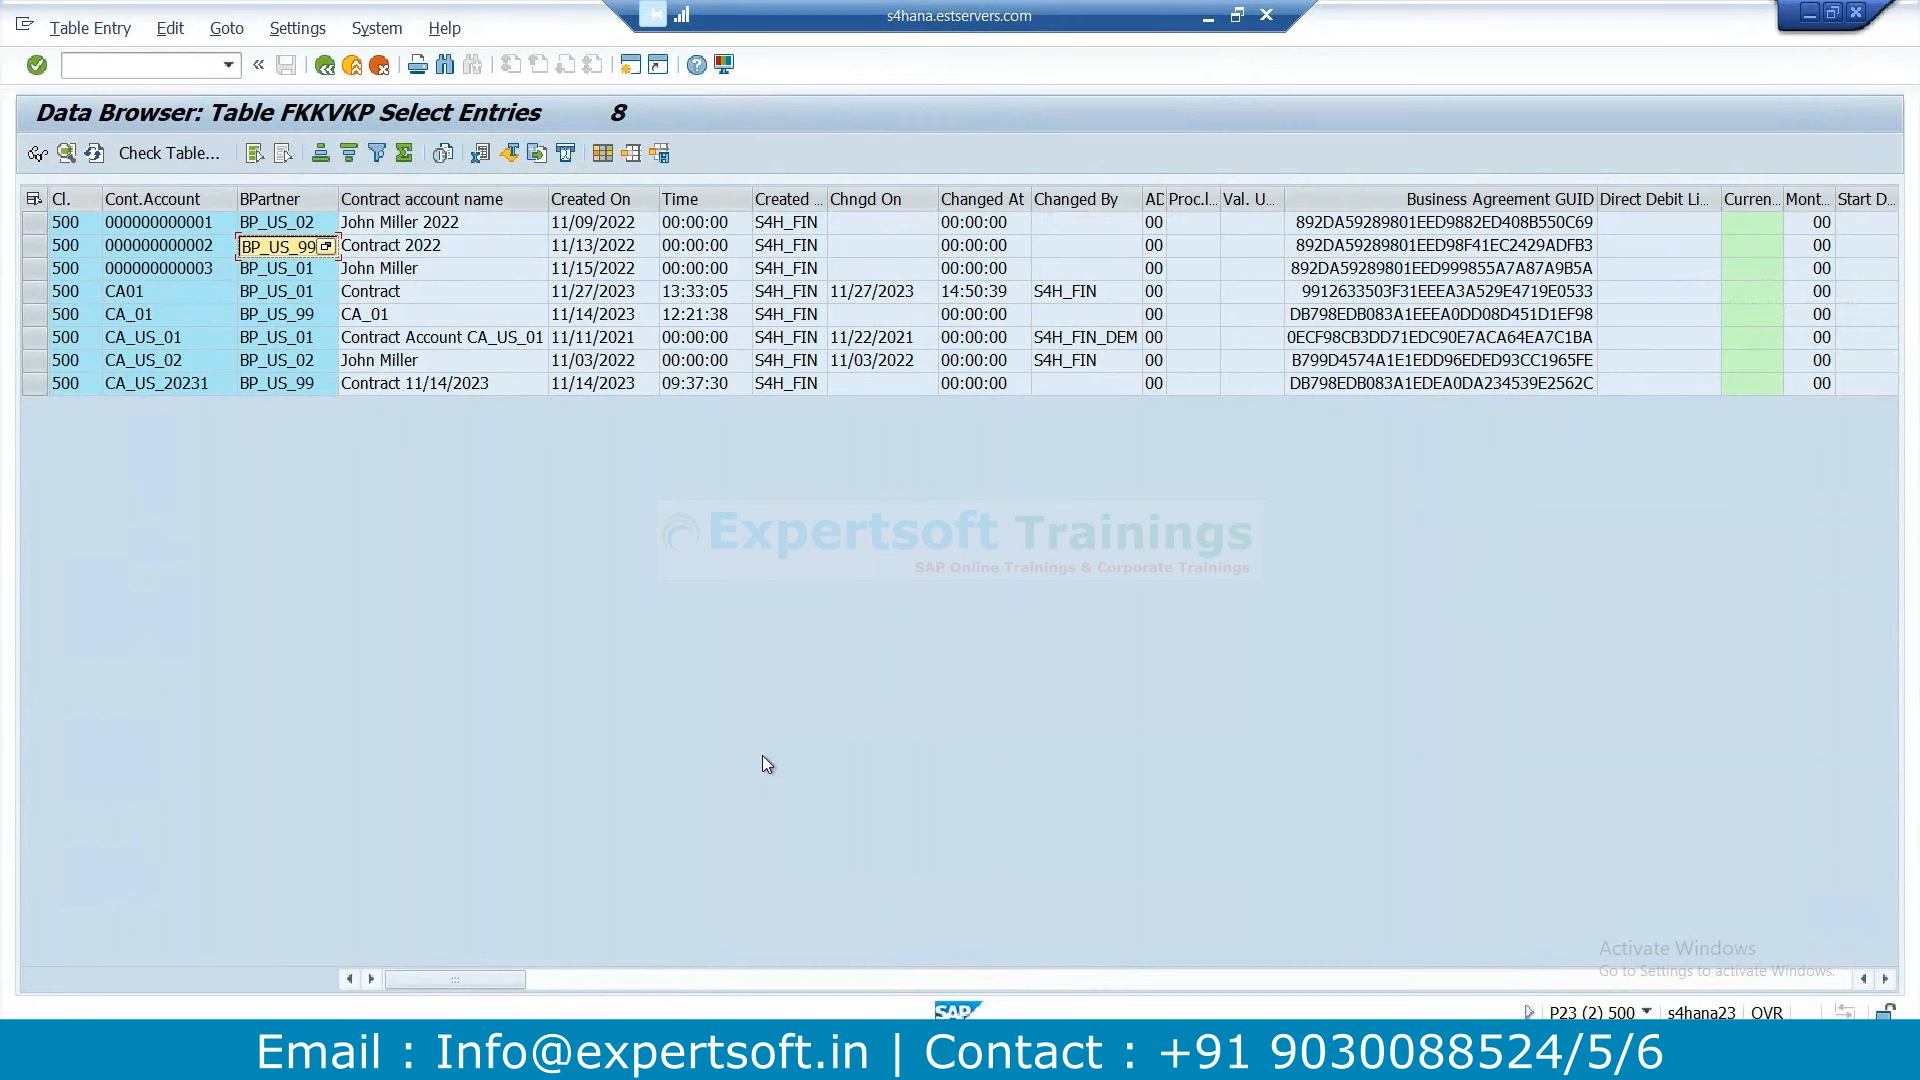 s4hana.estservers.com
Table Entry Edit Goto Settings System Help
Data Browser: Table FKKVKP Select Entries 8
Check Table...
Cl. Cont.Account BPartner Contract account name Created On Time Created ... Chngd On Changed At Changed By AD Proc.I... Val. U... Business Agreement GUID Direct Debit Li... Curren... Mont... Start D...
500 000000000001 BP_US_02 John Miller 2022 11/09/2022 00:00:00 S4H_FIN 00:00:00 00 892DA59289801EED9882ED408B550C69 00
500 000000000002 BP_US_99 Contract 2022 11/13/2022 00:00:00 S4H_FIN 00:00:00 00 892DA59289801EED98F41EC2429ADFB3 00
500 000000000003 BP_US_01 John Miller 11/15/2022 00:00:00 S4H_FIN 00:00:00 00 892DA59289801EED999855A7A87A9B5A 00
500 CA01 BP_US_01 Contract 11/27/2023 13:33:05 S4H_FIN 11/27/2023 14:50:39 S4H_FIN 00 9912633503F31EEEA3A529E4719E0533 00
500 CA_01 BP_US_99 CA_01 11/14/2023 12:21:38 S4H_FIN 00:00:00 00 DB798EDB083A1EEEA0DD08D451D1EF98 00
500 CA_US_01 BP_US_01 Contract Account CA_US_01 11/11/2021 00:00:00 S4H_FIN 11/22/2021 00:00:00 S4H_FIN_DEM 00 0ECF98CB3DD71EDC90E7ACA64EA7C1BA 00
500 CA_US_02 BP_US_02 John Miller 11/03/2022 00:00:00 S4H_FIN 11/03/2022 00:00:00 S4H_FIN 00 B799D4574A1E1EDD96EDED93CC1965FE 00
500 CA_US_20231 BP_US_99 Contract 11/14/2023 11/14/2023 09:37:30 S4H_FIN 00:00:00 00 DB798EDB083A1EDEA0DA234539E2562C 00
Expertsoft Trainings
SAP Online Trainings & Corporate Trainings
Activate Windows
Go to Settings to activate Windows.
SAP P23 (2) 500 s4hana23 OVR
Email : Info@expertsoft.in | Contact : +91 9030088524/5/6